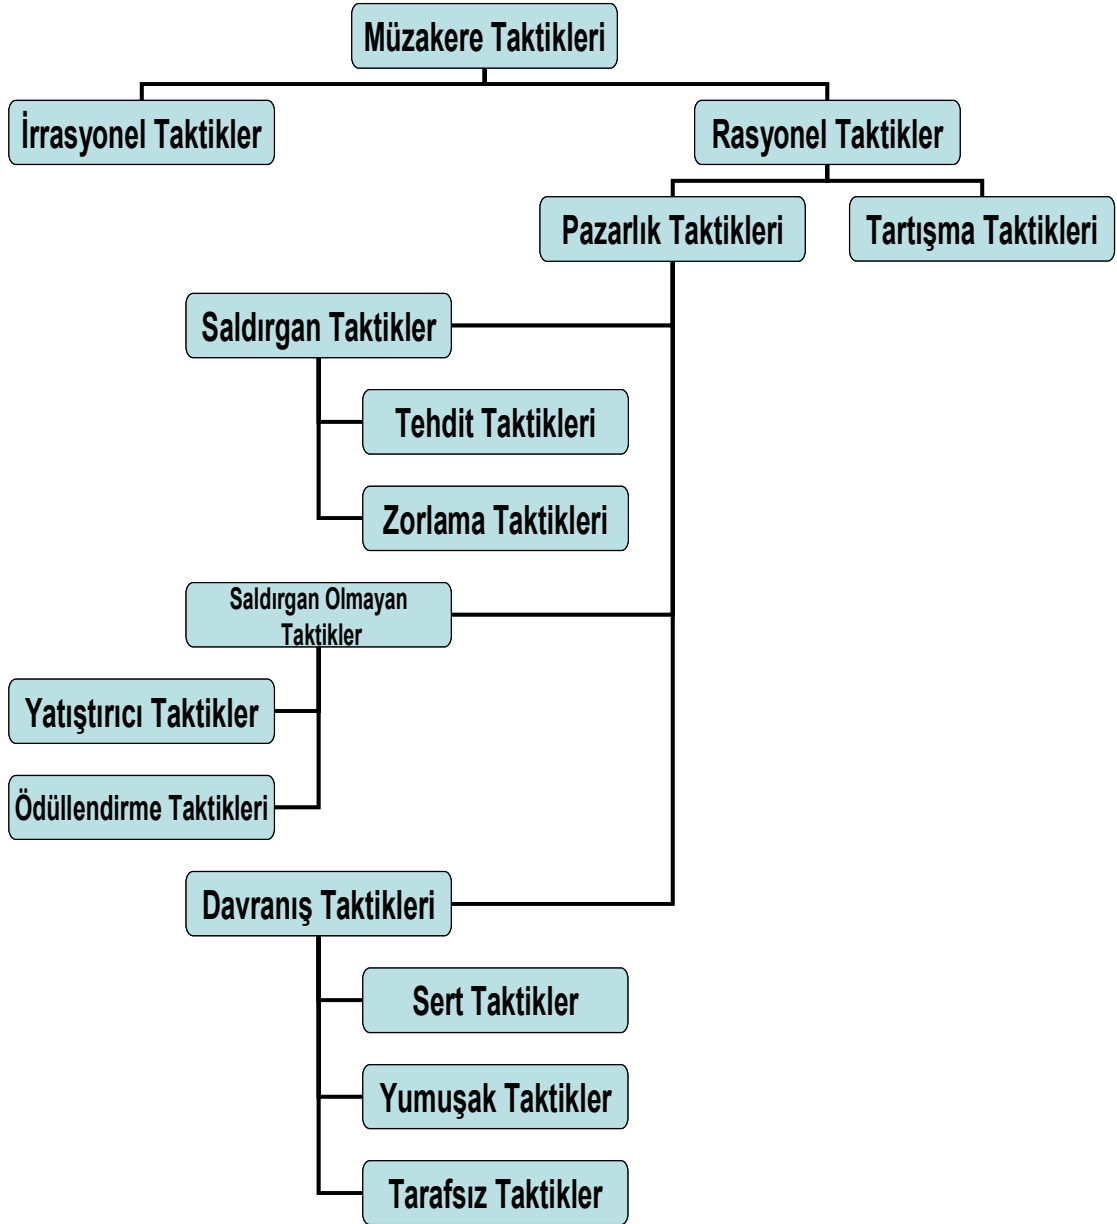 Müzakere Taktikleri
İrrasyonel Taktikler
Rasyonel Taktikler
Pazarlık Taktikleri
Tartışma Taktikleri
Saldırgan Taktikler
Tehdit Taktikleri
Zorlama Taktikleri
Saldırgan Olmayan
Taktikler
Yatıştırıcı Taktikler
Ödüllendirme Taktikleri
Davranış Taktikleri
Sert Taktikler
Yumuşak Taktikler
Tarafsız Taktikler